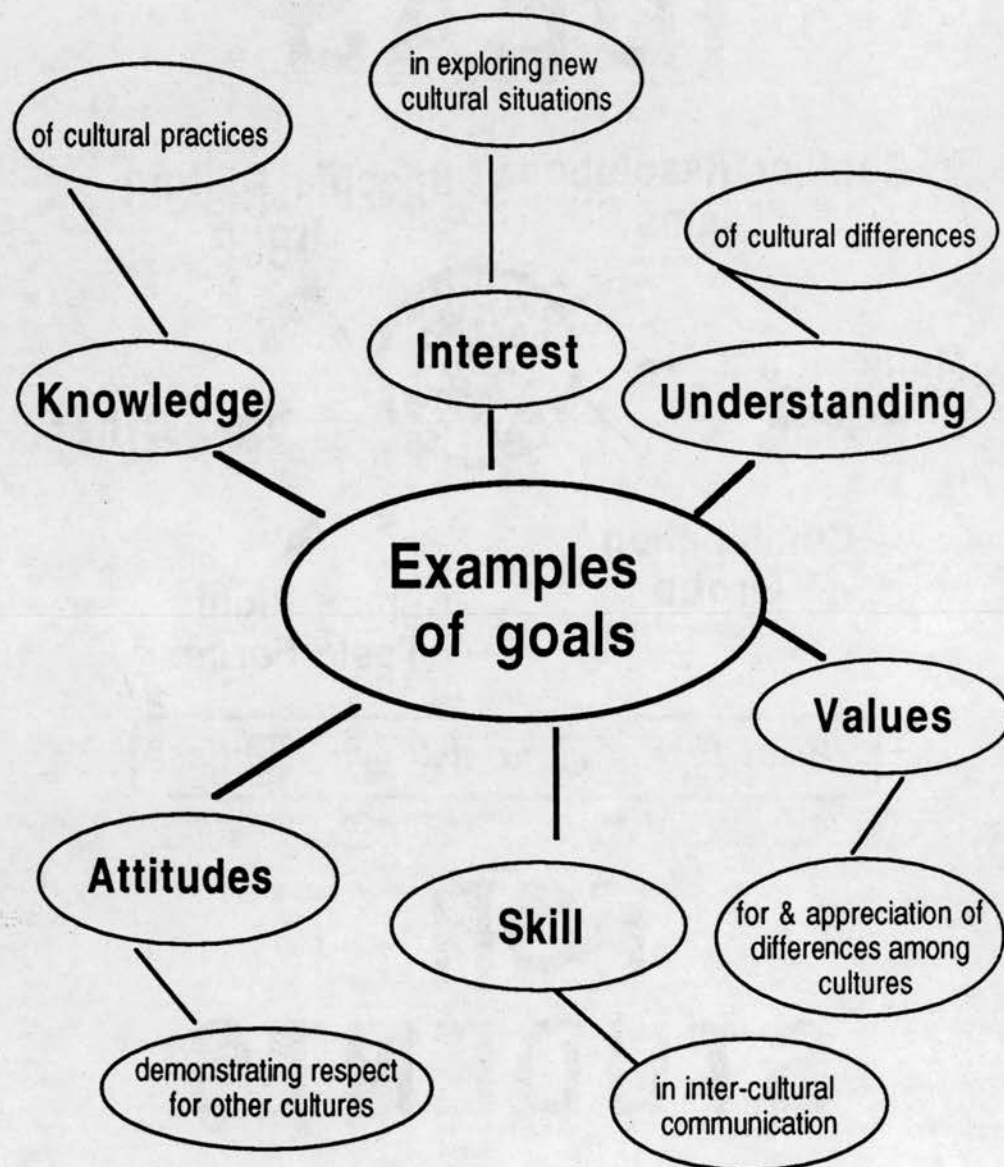 in exploring new
cultural situations
of cultural practices
of cultural differences
Interest
Knowledge
Understanding
Examples
of goals
Values
Attitudes
Skill
for & appreciation of
differences among
cultures
demonstrating respect
for other cultures
in inter-cultural
communication